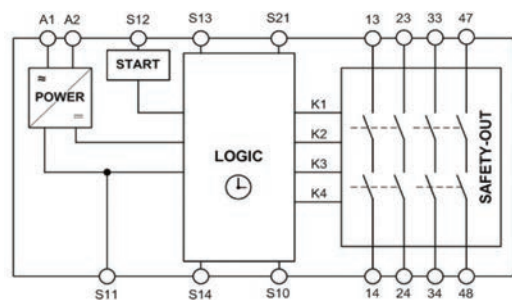 A1 A2 S12 S13 S21 13 23 33 47
START
≂
POWER
⎓
K1
K2
LOGIC
K3
K4
SAFETY-OUT
S11 S14 S10 14 24 34 48